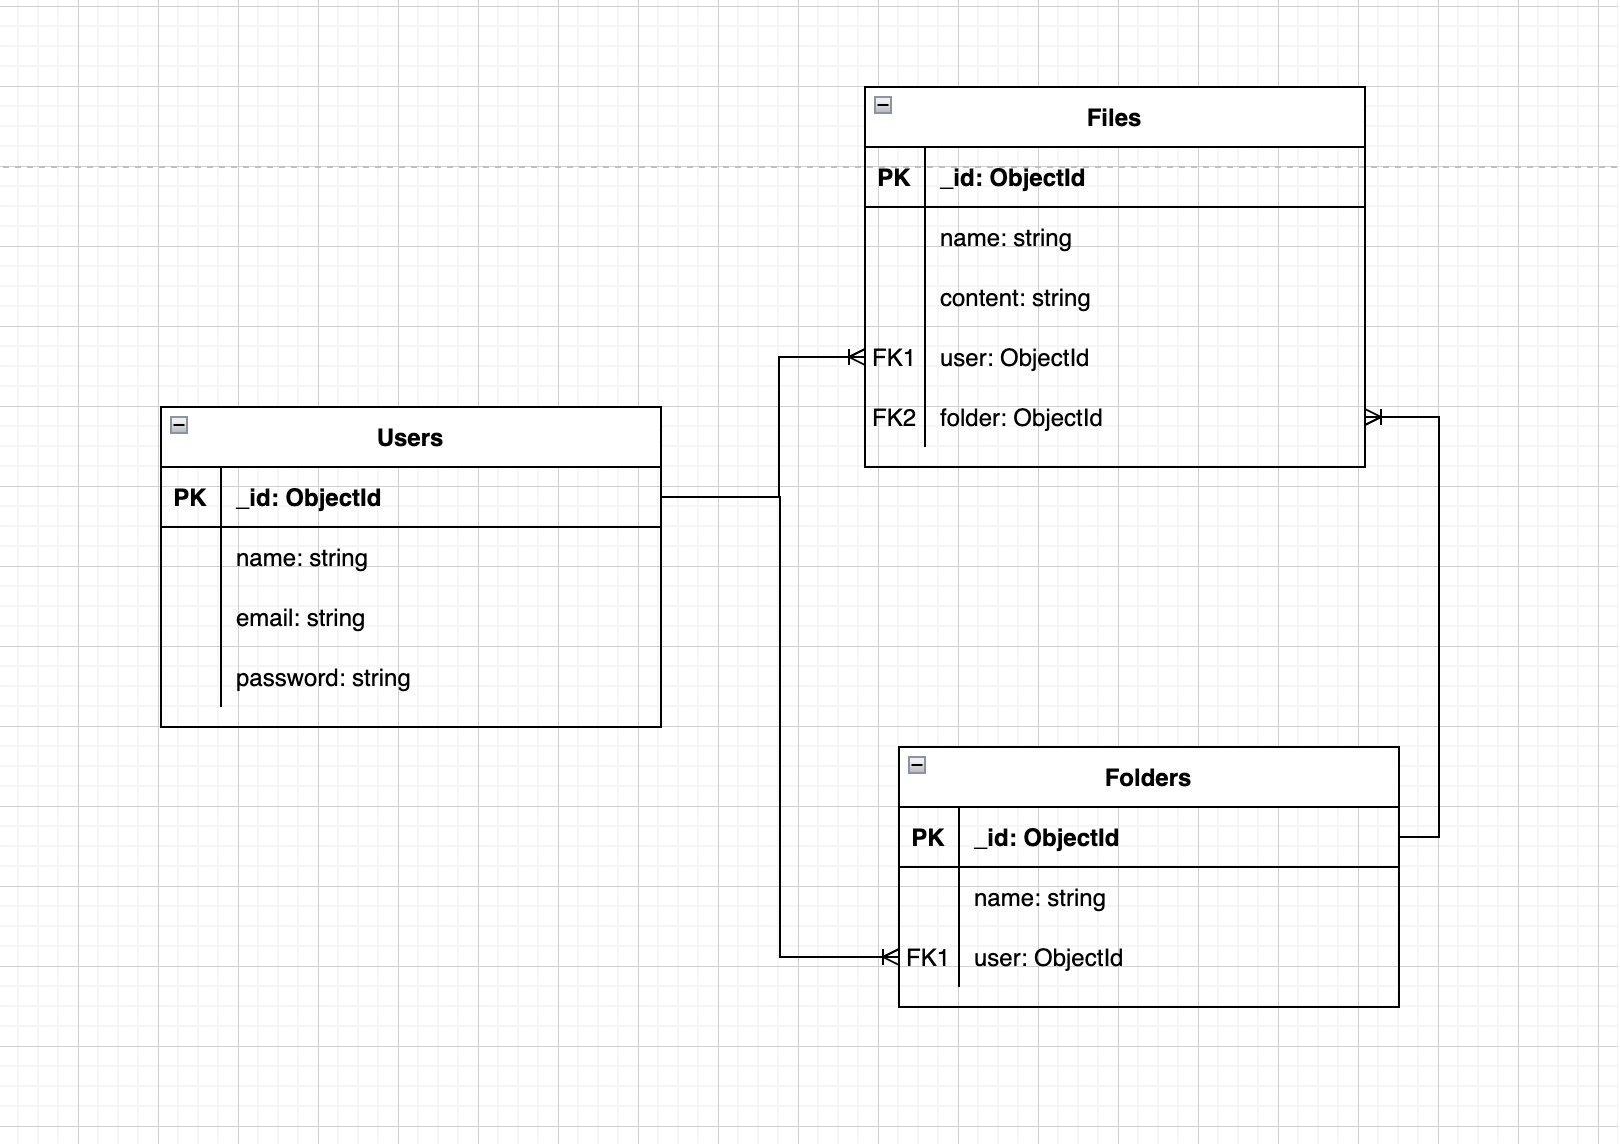 Files
PK _id: ObjectId
name: string
content: string
FK1 user: ObjectId
FK2 folder: ObjectId
Users
PK _id: ObjectId
name: string
email: string
password: string
Folders
PK _id: ObjectId
name: string
FK1 user: ObjectId